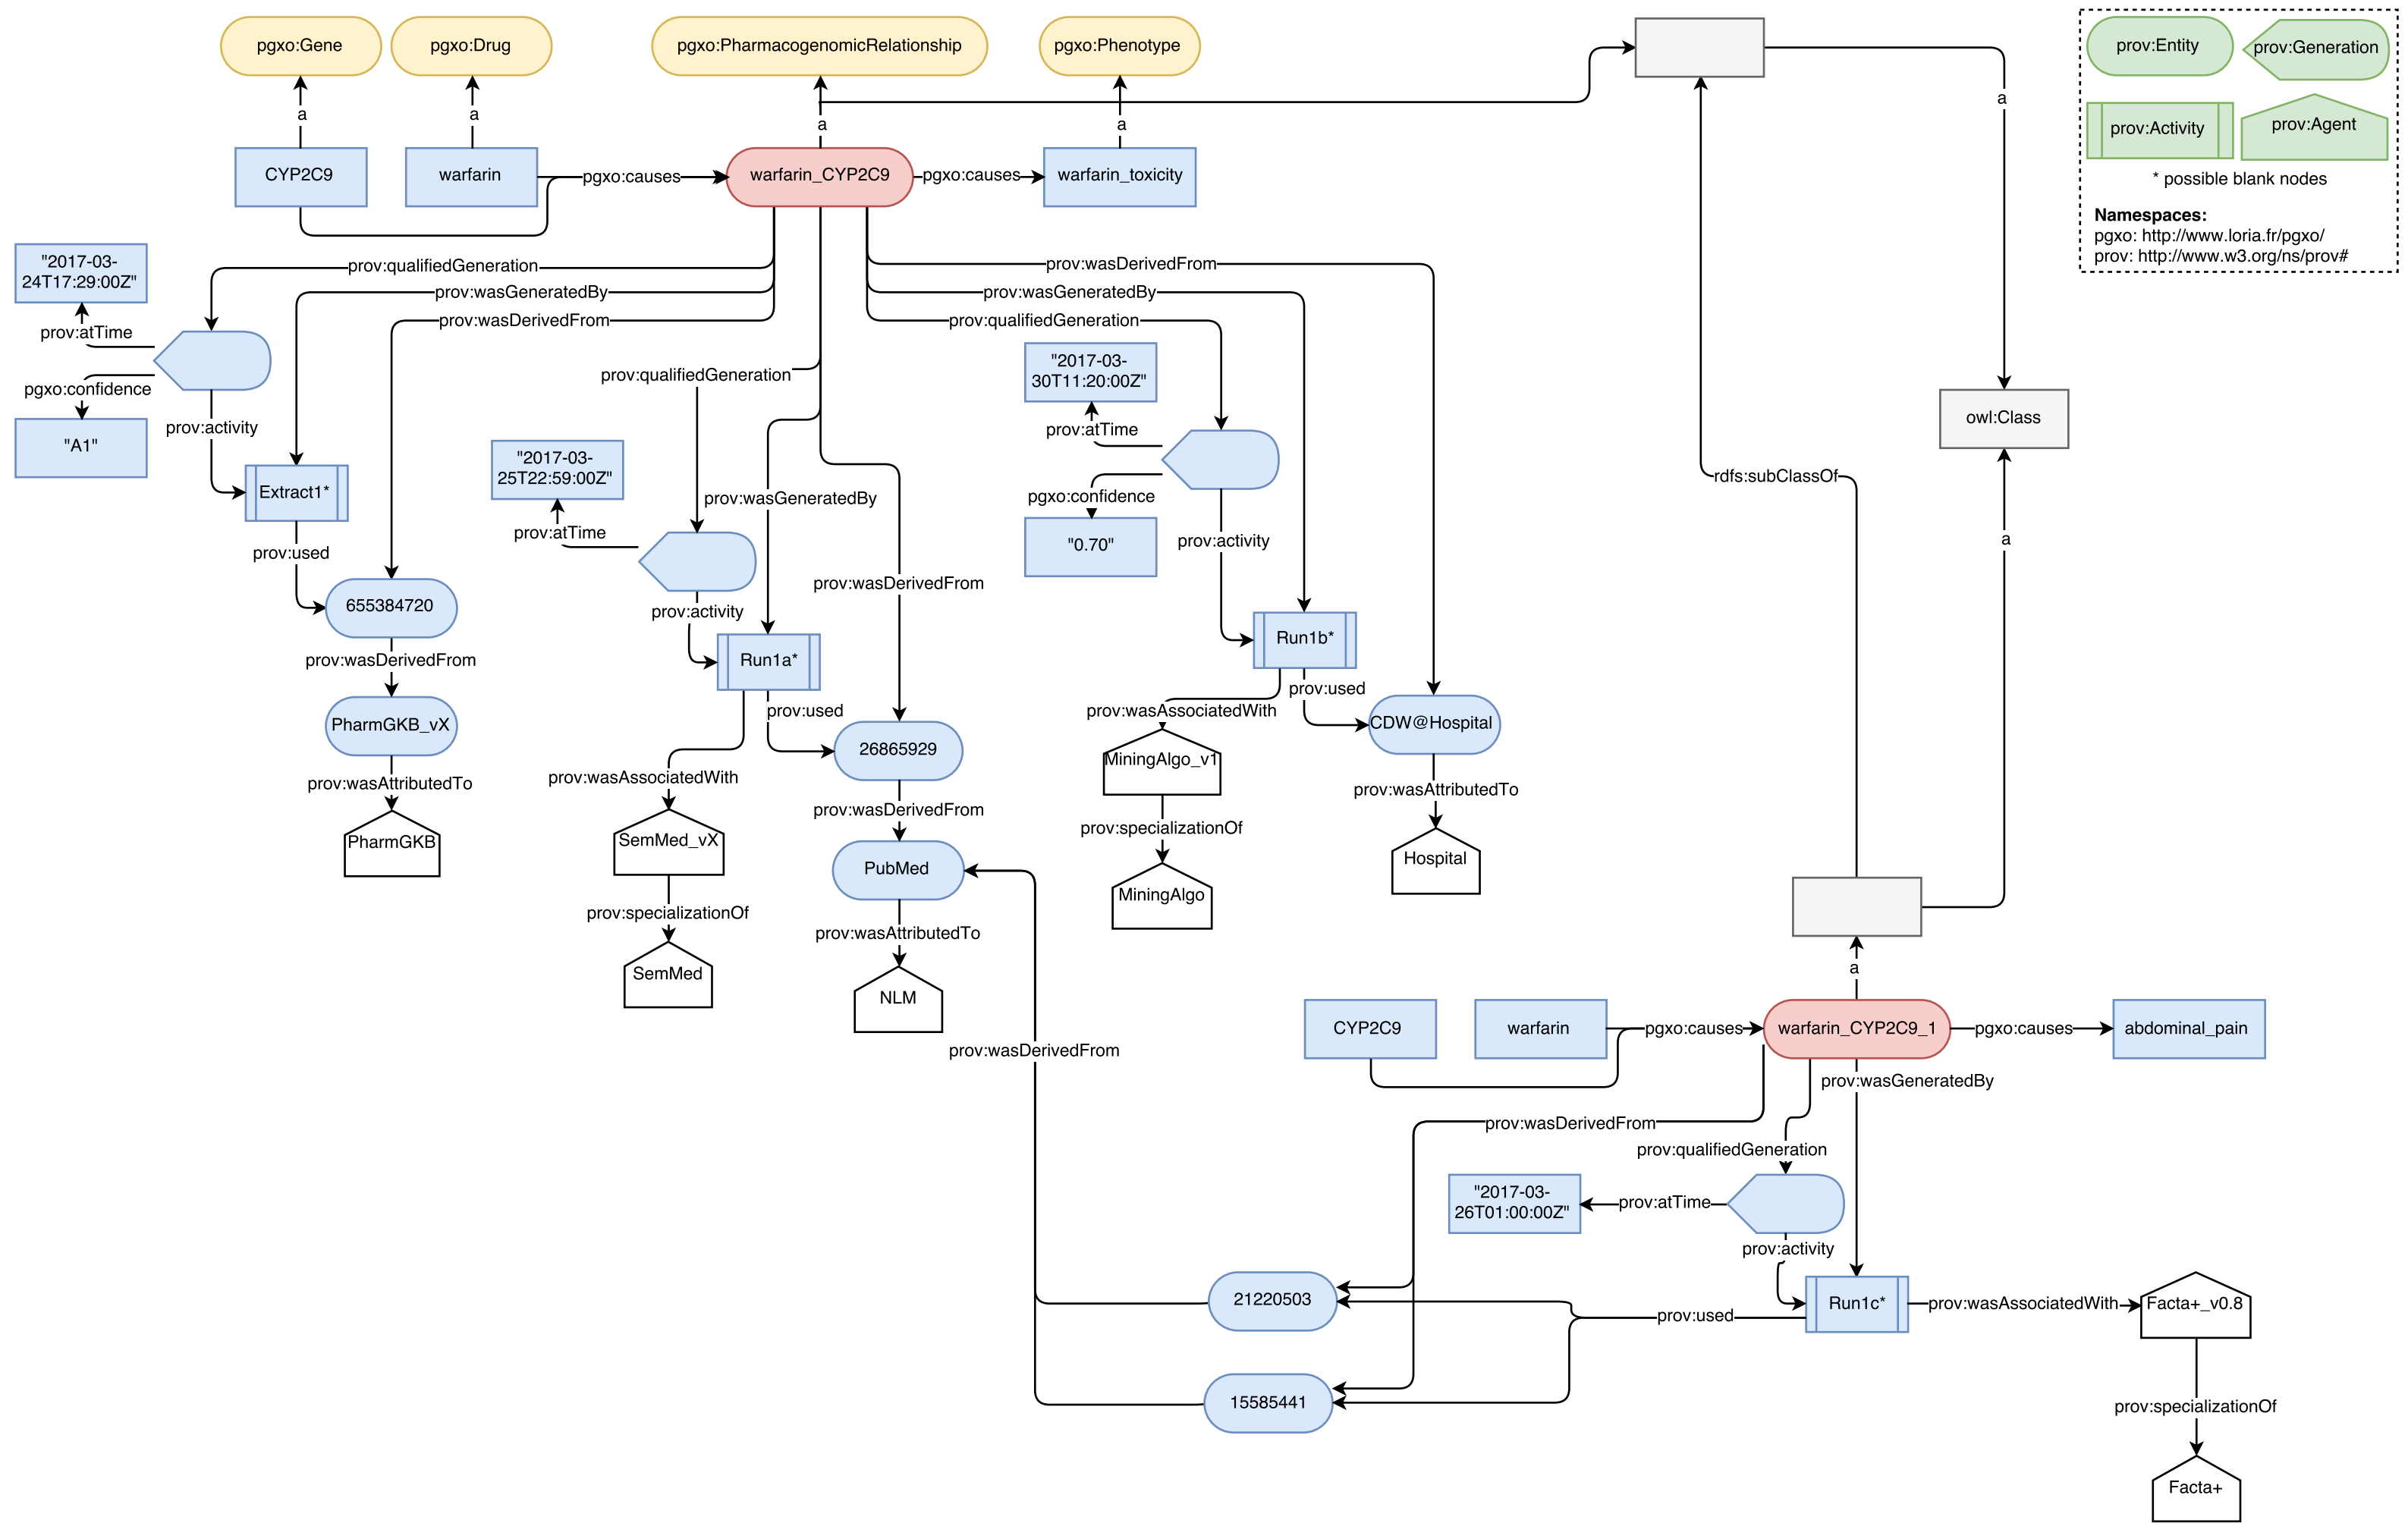 pgxo:Gene
pgxo:Drug
pgxo:PharmacogenomicRelationship
pgxo:Phenotype
prov:Entity
prov:Generation
prov:Activity
prov:Agent
* possible blank nodes
Namespaces:
pgxo: http://www.loria.fr/pgxo/
prov: http://www.w3.org/ns/prov#
a
a
a
a
a
CYP2C9
warfarin
pgxo:causes
warfarin_CYP2C9
pgxo:causes
warfarin_toxicity
"2017-03-
24T17:29:00Z"
prov:qualifiedGeneration
prov:wasGeneratedBy
prov:wasDerivedFrom
prov:wasDerivedFrom
prov:wasGeneratedBy
prov:qualifiedGeneration
prov:atTime
pgxo:confidence
"A1"
prov:activity
Extract1*
prov:used
655384720
prov:wasDerivedFrom
PharmGKB_vX
prov:wasAttributedTo
PharmGKB
prov:qualifiedGeneration
"2017-03-
25T22:59:00Z"
prov:atTime
prov:wasGeneratedBy
prov:wasDerivedFrom
prov:activity
Run1a*
prov:used
prov:wasAssociatedWith
26865929
prov:wasDerivedFrom
SemMed_vX
PubMed
prov:specializationOf
prov:wasAttributedTo
SemMed
NLM
"2017-03-
30T11:20:00Z"
prov:atTime
pgxo:confidence
"0.70"
prov:activity
Run1b*
prov:used
prov:wasAssociatedWith
CDW@Hospital
MiningAlgo_v1
prov:wasAttributedTo
prov:specializationOf
Hospital
MiningAlgo
owl:Class
rdfs:subClassOf
a
a
CYP2C9
warfarin
pgxo:causes
warfarin_CYP2C9_1
pgxo:causes
abdominal_pain
prov:wasDerivedFrom
prov:wasGeneratedBy
prov:wasDerivedFrom
prov:qualifiedGeneration
"2017-03-
26T01:00:00Z"
prov:atTime
prov:activity
21220503
prov:used
Run1c*
prov:wasAssociatedWith
Facta+_v0.8
15585441
prov:specializationOf
Facta+